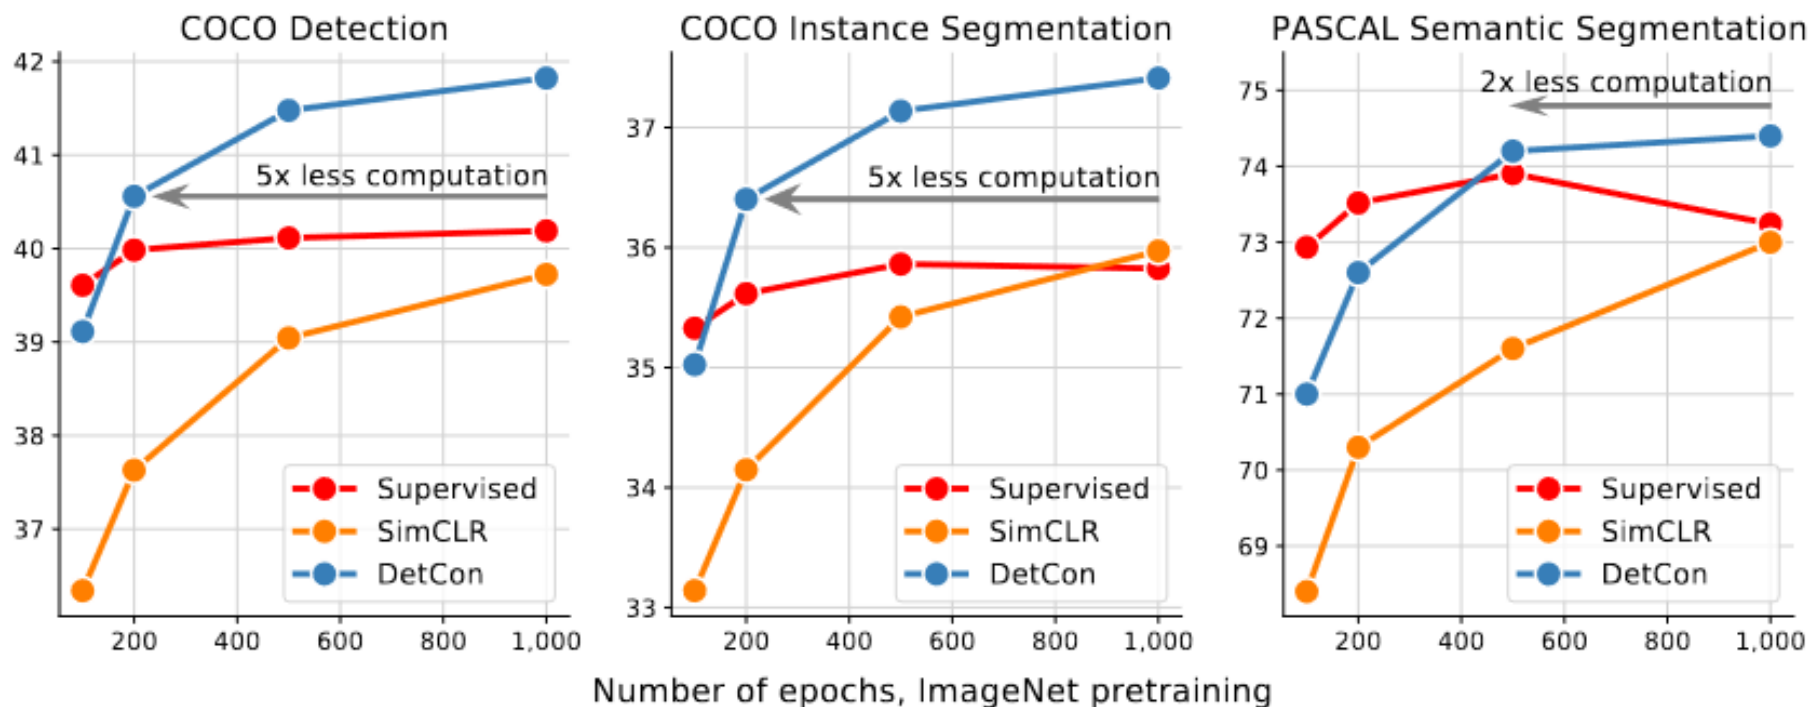 COCO Detection
42
41
40
39
38
37
5x less computation
Supervised
SimCLR
DetCon
200 400 600 800 1,000
COCO Instance Segmentation
37
36
35
34
33
5x less computation
Supervised
SimCLR
DetCon
200 400 600 800 1,000
PASCAL Semantic Segmentation
75
74
73
72
71
70
69
2x less computation
Supervised
SimCLR
DetCon
200 400 600 800 1,000
Number of epochs, ImageNet pretraining